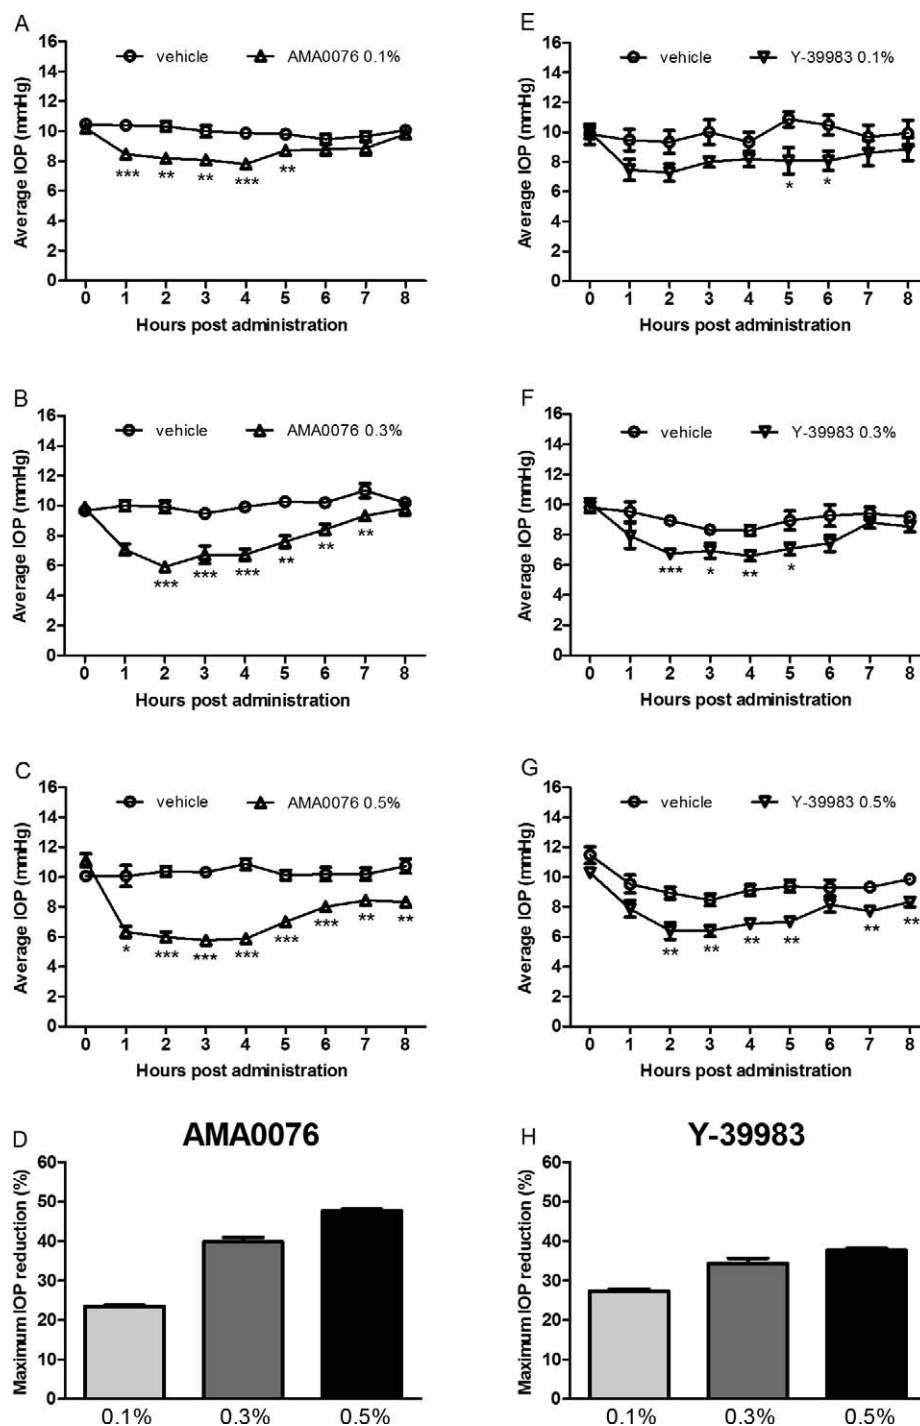 A
vehicle AMA0076 0.1%
Average IOP (mmHg)
16
14
12
10
8
6
4
2
0
*** ** ** *** **
0 1 2 3 4 5 6 7 8
Hours post administration
E
vehicle Y-39983 0.1%
Average IOP (mmHg)
16
14
12
10
8
6
4
2
0
* *
0 1 2 3 4 5 6 7 8
Hours post administration
B
vehicle AMA0076 0.3%
Average IOP (mmHg)
16
14
12
10
8
6
4
2
0
*** *** *** ** ** **
0 1 2 3 4 5 6 7 8
Hours post administration
F
vehicle Y-39983 0.3%
Average IOP (mmHg)
16
14
12
10
8
6
4
2
0
*** * ** *
0 1 2 3 4 5 6 7 8
Hours post administration
C
vehicle AMA0076 0.5%
Average IOP (mmHg)
16
14
12
10
8
6
4
2
0
* *** *** *** *** *** ** **
0 1 2 3 4 5 6 7 8
Hours post administration
G
vehicle Y-39983 0.5%
Average IOP (mmHg)
16
14
12
10
8
6
4
2
0
** ** ** ** ** **
0 1 2 3 4 5 6 7 8
Hours post administration
D
AMA0076
Maximum IOP reduction (%)
60
50
40
30
20
10
0
0.1% 0.3% 0.5%
H
Y-39983
Maximum IOP reduction (%)
60
50
40
30
20
10
0
0.1% 0.3% 0.5%